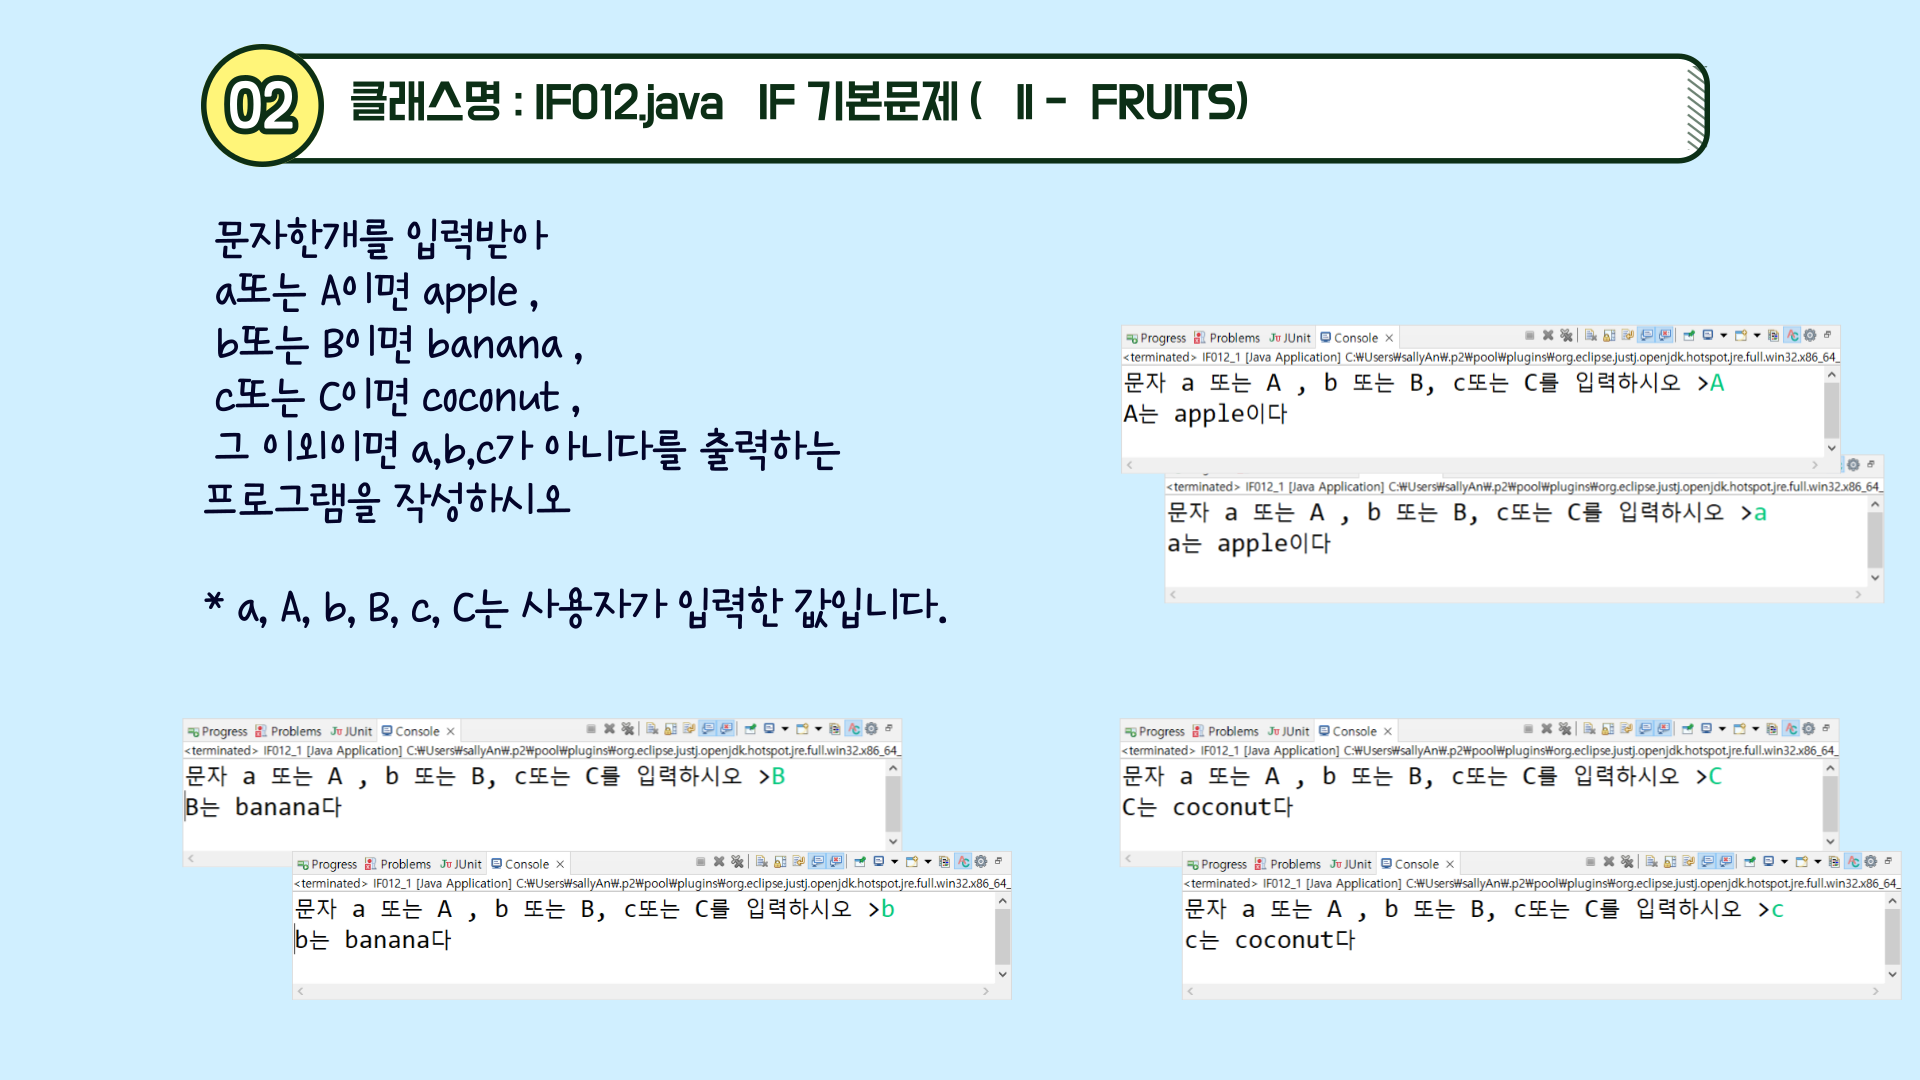 02
클래스명 : IF012.java   IF 기본문제 (   II -  FRUITS)
문자한개를 입력받아
a또는 A이면 apple ,
b또는 B이면 banana ,
c또는 C이면 coconut ,
그 이외이면 a,b,c가 아니다를 출력하는
프로그램을 작성하시오
* a, A, b, B, c, C는 사용자가 입력한 값입니다.
Progress Problems JUnit Console
<terminated> IF012_1 [Java Application] C:₩Users₩sallyAn₩.p2₩pool₩plugins₩org.eclipse.justj.openjdk.hotspot.jre.full.win32.x86_64_
문자 a 또는 A , b 또는 B, c또는 C를 입력하시오 >A
A는 apple이다
<terminated> IF012_1 [Java Application] C:₩Users₩sallyAn₩.p2₩pool₩plugins₩org.eclipse.justj.openjdk.hotspot.jre.full.win32.x86_64_
문자 a 또는 A , b 또는 B, c또는 C를 입력하시오 >a
a는 apple이다
Progress Problems JUnit Console
<terminated> IF012_1 [Java Application] C:₩Users₩sallyAn₩.p2₩pool₩plugins₩org.eclipse.justj.openjdk.hotspot.jre.full.win32.x86_64_
문자 a 또는 A , b 또는 B, c또는 C를 입력하시오 >B
B는 banana다
Progress Problems JUnit Console
<terminated> IF012_1 [Java Application] C:₩Users₩sallyAn₩.p2₩pool₩plugins₩org.eclipse.justj.openjdk.hotspot.jre.full.win32.x86_64_
문자 a 또는 A , b 또는 B, c또는 C를 입력하시오 >b
b는 banana다
Progress Problems JUnit Console
<terminated> IF012_1 [Java Application] C:₩Users₩sallyAn₩.p2₩pool₩plugins₩org.eclipse.justj.openjdk.hotspot.jre.full.win32.x86_64_
문자 a 또는 A , b 또는 B, c또는 C를 입력하시오 >C
C는 coconut다
Progress Problems JUnit Console
<terminated> IF012_1 [Java Application] C:₩Users₩sallyAn₩.p2₩pool₩plugins₩org.eclipse.justj.openjdk.hotspot.jre.full.win32.x86_64_
문자 a 또는 A , b 또는 B, c또는 C를 입력하시오 >c
c는 coconut다